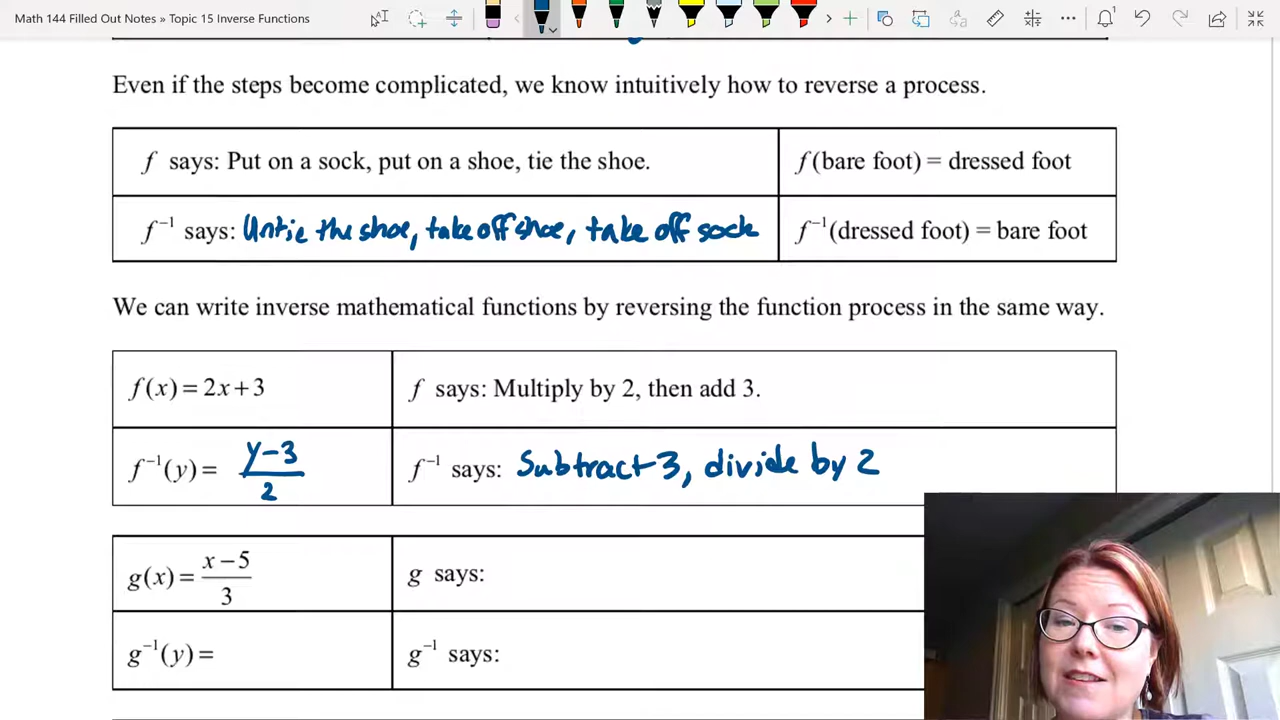 Math 144 Filled Out Notes » Topic 15 Inverse Functions
Even if the steps become complicated, we know intuitively how to reverse a process.
f says: Put on a sock, put on a shoe, tie the shoe.
f(bare foot) = dressed foot
f⁻¹ says: Untie the shoe, take off shoe, take off sock
f⁻¹(dressed foot) = bare foot
We can write inverse mathematical functions by reversing the function process in the same way.
f(x) = 2x + 3
f says: Multiply by 2, then add 3.
f⁻¹(y) = y-3
2
f⁻¹ says: Subtract 3, divide by 2
g(x) = x − 5
3
g says:
g⁻¹(y) =
g⁻¹ says: